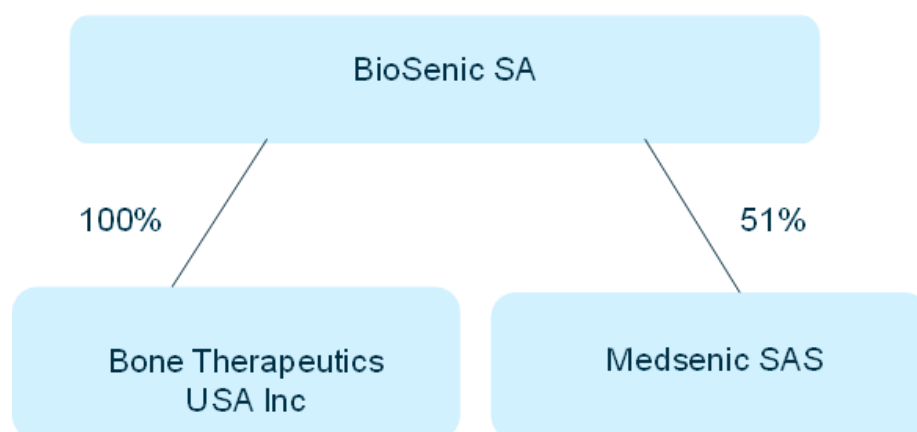 BioSenic SA
100%
51%
Bone Therapeutics
USA Inc
Medsenic SAS